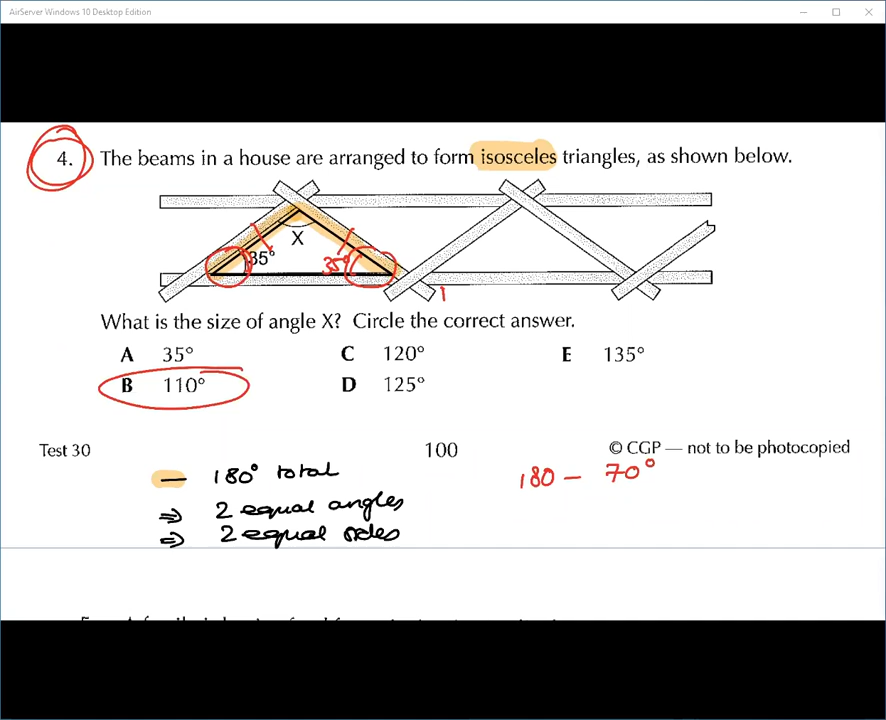 AirServer Windows 10 Desktop Edition
4. The beams in a house are arranged to form isosceles triangles, as shown below.
X
35°
35°
What is the size of angle X? Circle the correct answer.
A 35° C 120° E 135°
B 110° D 125°
Test 30 100 © CGP — not to be photocopied
— 180° total 180 - 70°
⇒ 2 equal angles
⇒ 2 equal sides